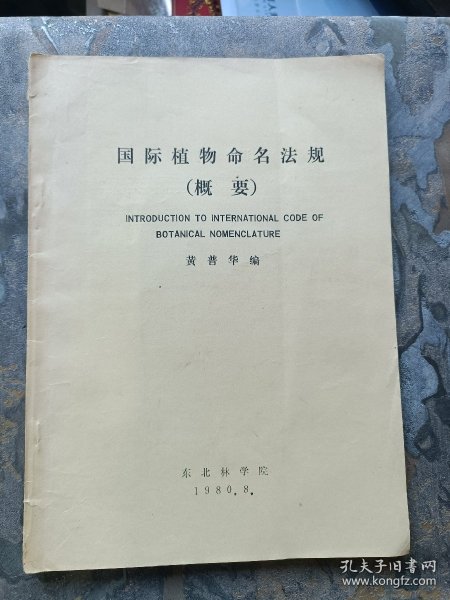 国际植物命名法规
（概要）
INTRODUCTION TO INTERNATIONAL CODE OF
BOTANICAL NOMENCLATURE
黄普华编
东北林学院
1980.8.
孔夫子旧书网
www.kongfz.com